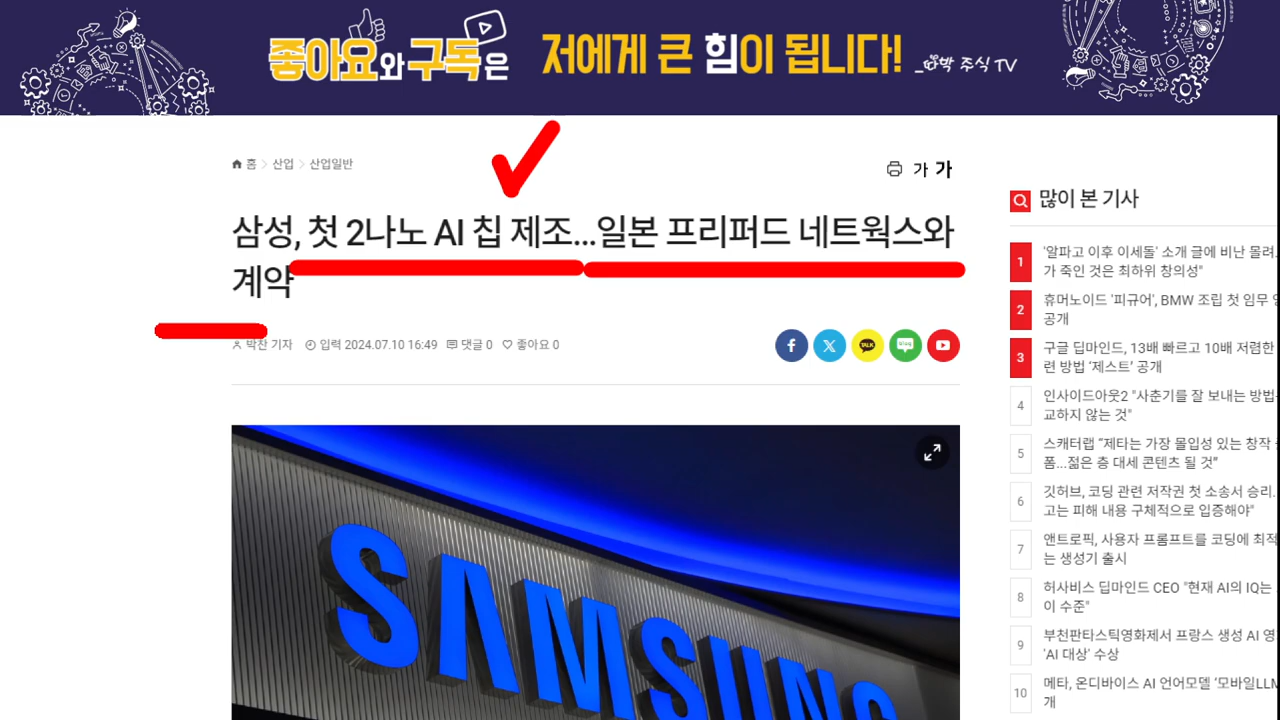 좋아요와 구독은 저에게 큰 힘이 됩니다!
박 주식 TV
홈 > 산업 > 산업일반
가 가
삼성, 첫 2나노 AI 칩 제조...일본 프리퍼드 네트웍스와
계약
박찬 기자 입력 2024.07.10 16:49 댓글 0 좋아요 0
TALK
SAMSUNG
많이 본 기사
1
'알파고 이후 이세돌' 소개 글에 비난 몰려.
가 죽인 것은 최하위 창의성"
2
휴머노이드 '피규어', BMW 조립 첫 임무
공개
3
구글 딥마인드, 13배 빠르고 10배 저렴한
련 방법 '제스트' 공개
4
인사이드아웃2 "사춘기를 잘 보내는 방법
교하지 않는 것"
5
스캐터랩 “제타는 가장 몰입성 있는 창작
폼...젊은 층 대세 콘텐츠 될 것”
6
깃허브, 코딩 관련 저작권 첫 소송서 승리.
고는 피해 내용 구체적으로 입증해야"
7
앤트로픽, 사용자 프롬프트를 코딩에 최적
는 생성기 출시
8
허사비스 딥마인드 CEO "현재 AI의 IQ는
이 수준"
9
부천판타스틱영화제서 프랑스 생성 AI 영
'AI 대상' 수상
10
메타, 온디바이스 AI 언어모델 '모바일LLM
개